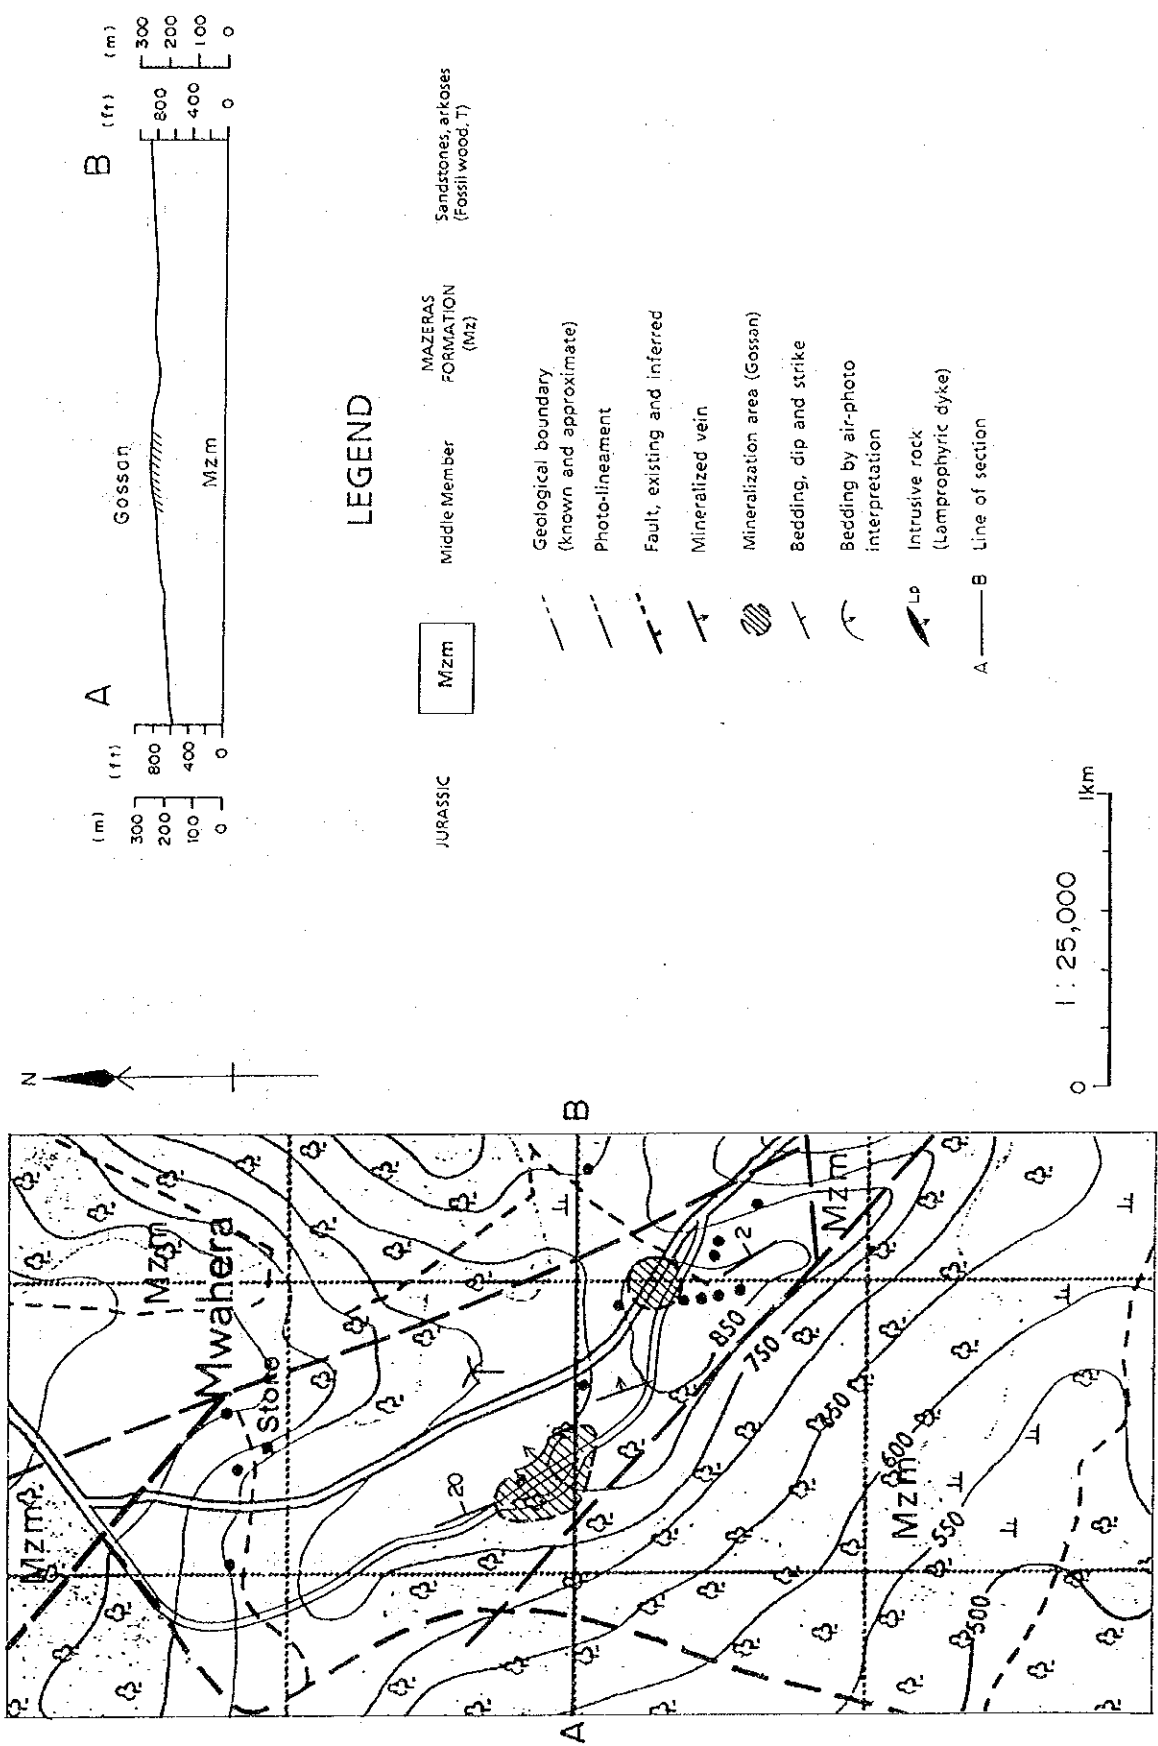 A
B
(m)
(ft)
300
200
100
0
800
400
0
Gossan
Mzm
(ft)
(m)
800
400
0
300
200
100
0
LEGEND
JURASSIC
Mzm
Middle Member
MAZERAS
FORMATION
(Mz)
Sandstones, arkoses
(Fossil wood, T)
Geological boundary
(known and approximate)
Photo-lineament
Fault, existing and inferred
Mineralized vein
Mineralization area (Gossan)
Bedding, dip and strike
Bedding by air-photo
interpretation
Lp
Intrusive rock
(Lamprophyric dyke)
A
B
Line of section
1 : 25,000
0
1km
N
Mzm
Mzm
Mwahera
Stoke
20
A
B
2
850
750
650
600
550
500
Mzm
Mzm